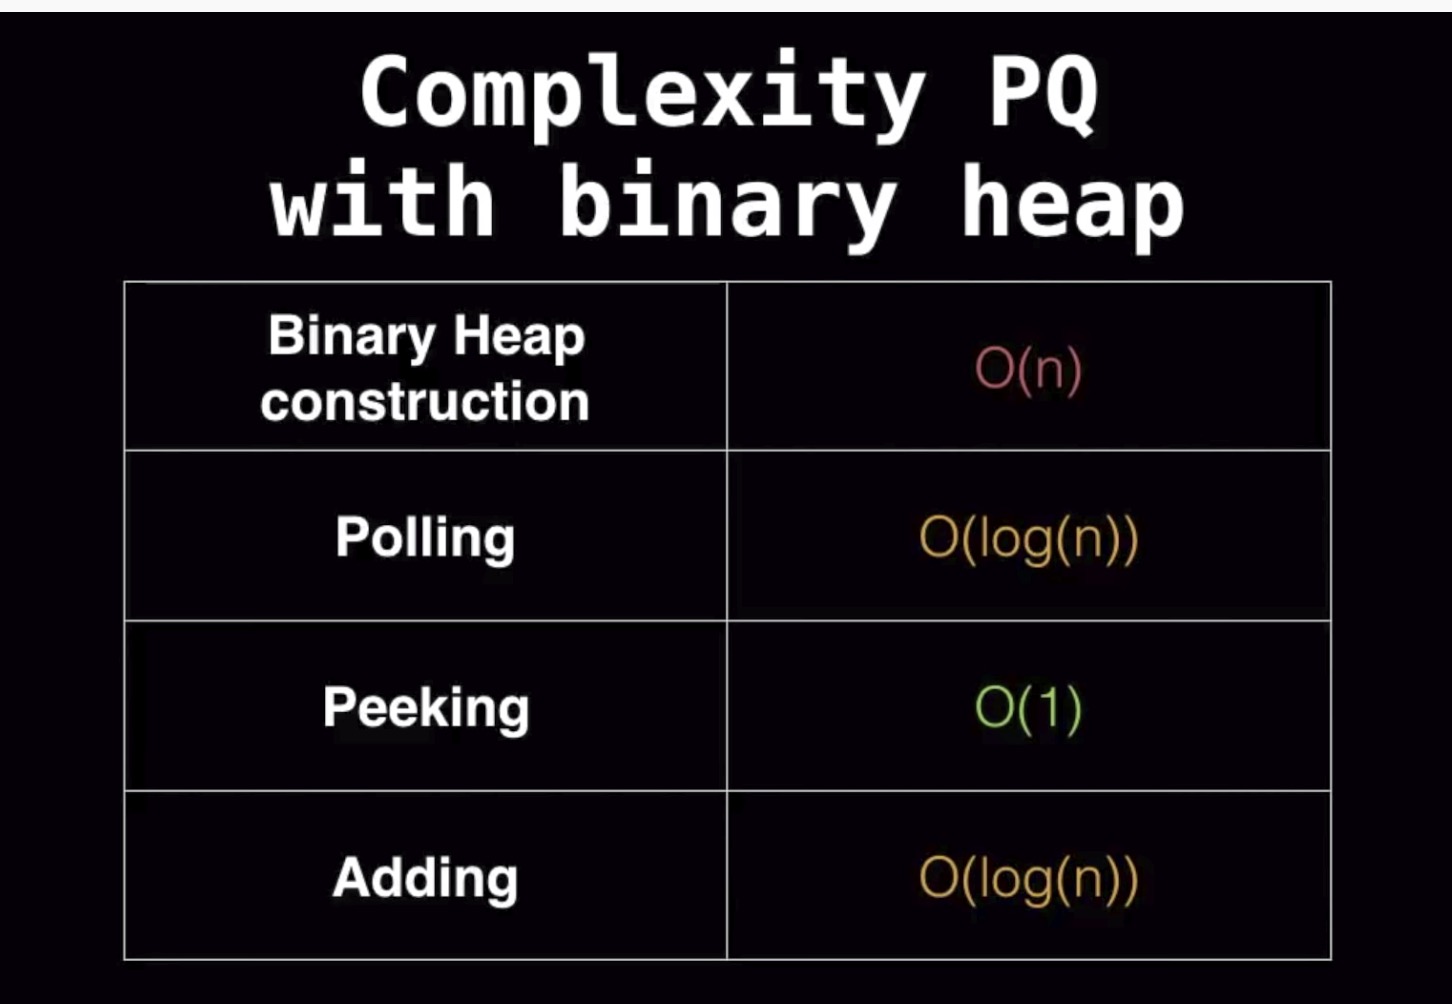 Complexity PQ
with binary heap
Binary Heap
construction
O(n)
Polling
O(log(n))
Peeking
O(1)
Adding
O(log(n))